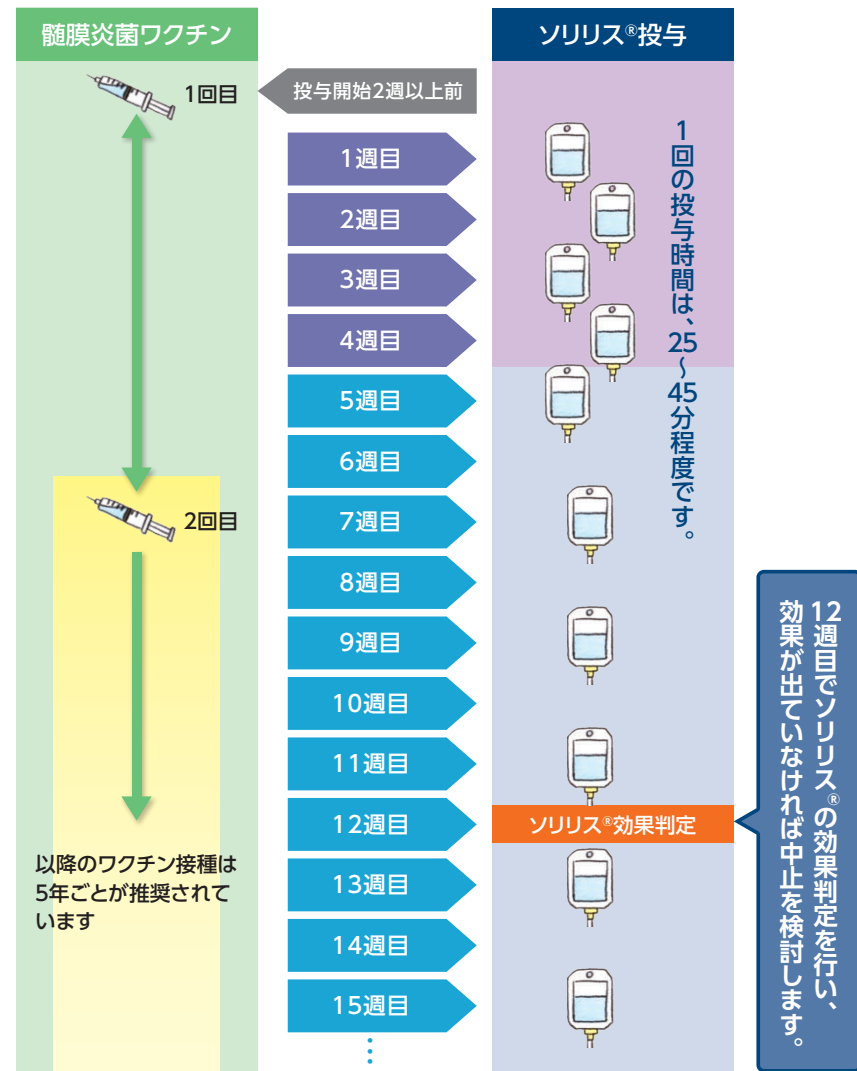 髄膜炎菌ワクチン
ソリリス®投与
1回目
投与開始2週以上前
1週目
2週目
3週目
4週目
5週目
6週目
7週目
8週目
9週目
10週目
11週目
12週目
13週目
14週目
15週目
⋮
1回の投与時間は、25～45分程度です。
2回目
以降のワクチン接種は
5年ごとが推奨されて
います
ソリリス®効果判定
12週目でソリリス®の効果判定を行い、
効果が出ていなければ中止を検討します。